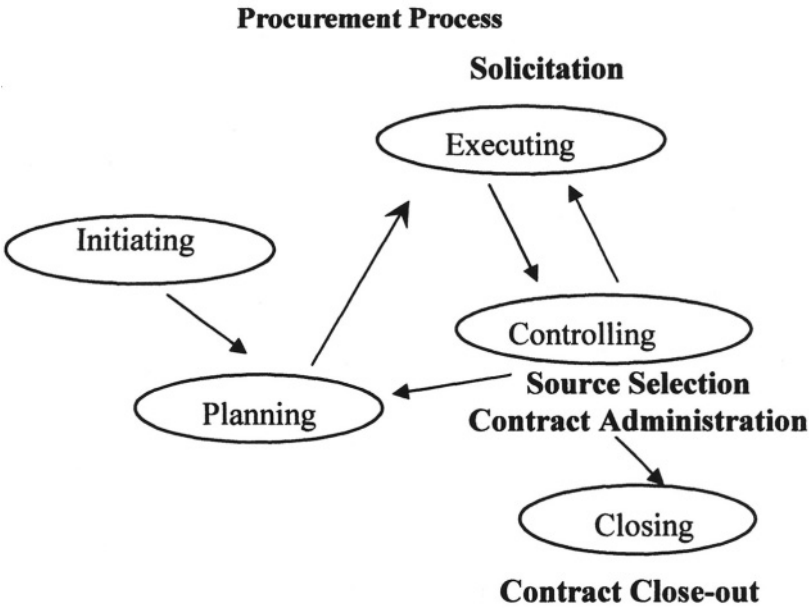 Procurement Process
Solicitation
Executing
Initiating
Controlling
Source Selection
Planning
Contract Administration
Closing
Contract Close-out